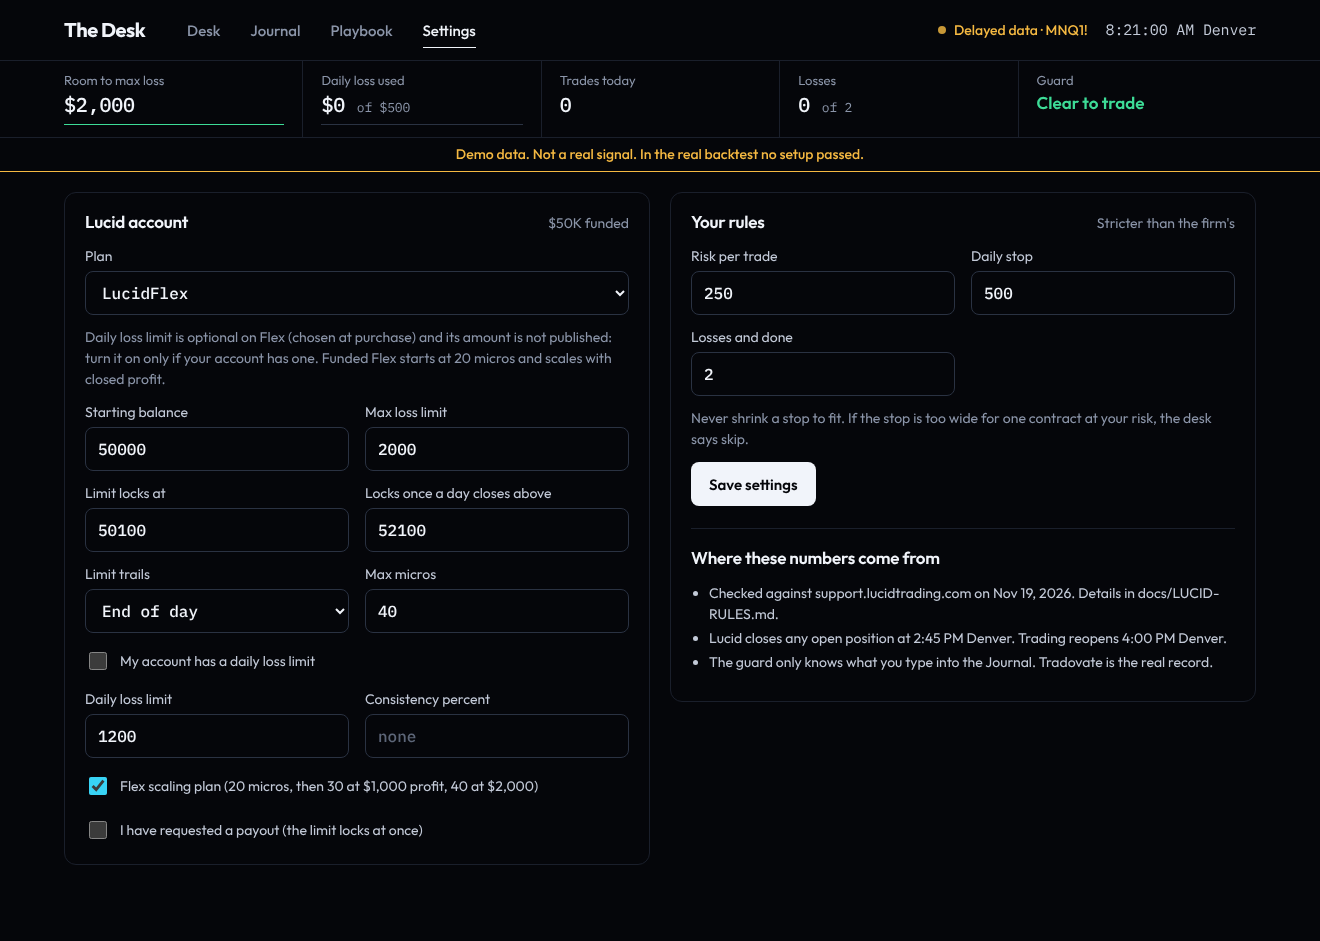 The Desk
Desk
Journal
Playbook
Settings
Delayed data · MNQ1!
8:21:00 AM Denver
Room to max loss
$2,000
Daily loss used
$0 of $500
Trades today
0
Losses
0 of 2
Guard
Clear to trade
Demo data. Not a real signal. In the real backtest no setup passed.
Lucid account
$50K funded
Plan
LucidFlex
Daily loss limit is optional on Flex (chosen at purchase) and its amount is not published:
turn it on only if your account has one. Funded Flex starts at 20 micros and scales with
closed profit.
Starting balance
Max loss limit
50000
2000
Limit locks at
Locks once a day closes above
50100
52100
Limit trails
Max micros
End of day
40
My account has a daily loss limit
Daily loss limit
Consistency percent
1200
none
Flex scaling plan (20 micros, then 30 at $1,000 profit, 40 at $2,000)
I have requested a payout (the limit locks at once)
Your rules
Stricter than the firm's
Risk per trade
Daily stop
250
500
Losses and done
2
Never shrink a stop to fit. If the stop is too wide for one contract at your risk, the desk
says skip.
Save settings
Where these numbers come from
Checked against support.lucidtrading.com on Nov 19, 2026. Details in docs/LUCID-
RULES.md.
Lucid closes any open position at 2:45 PM Denver. Trading reopens 4:00 PM Denver.
The guard only knows what you type into the Journal. Tradovate is the real record.